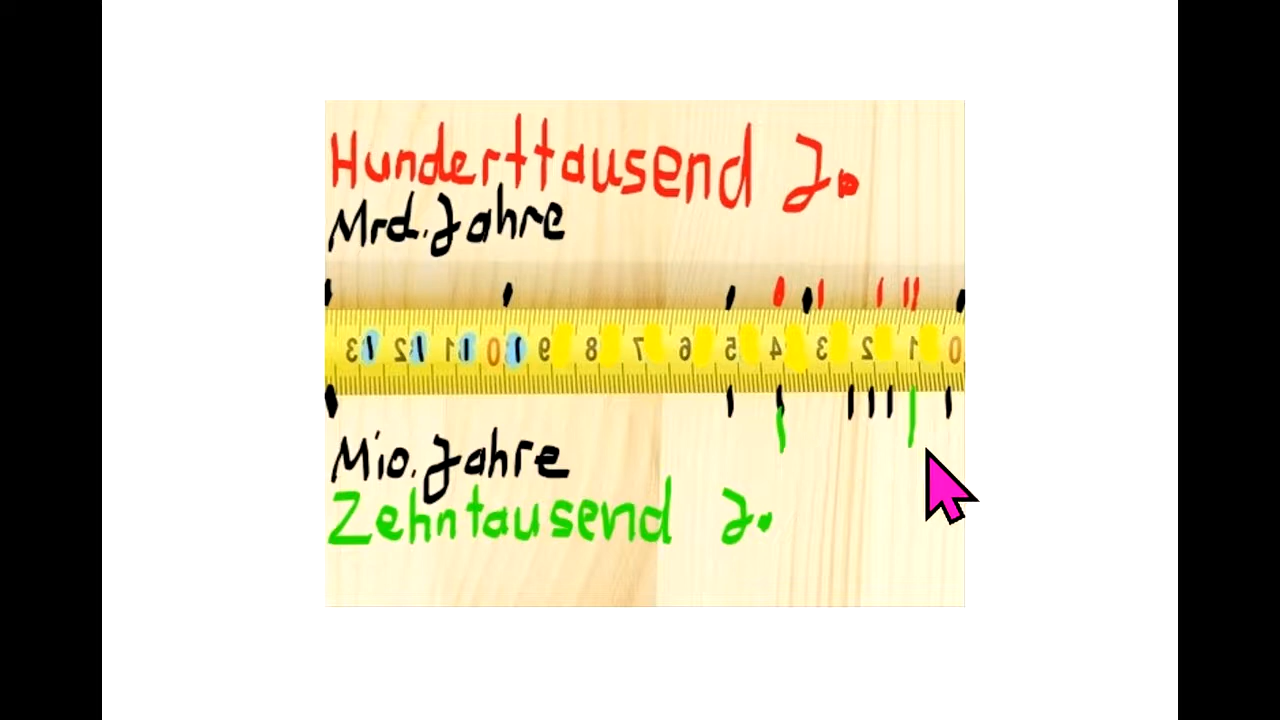 Hunderttausend J.
Mrd. Jahre
13 12 11 10 9 8 7 6 5 4 3 2 1 0
Mio. Jahre
Zehntausend J.